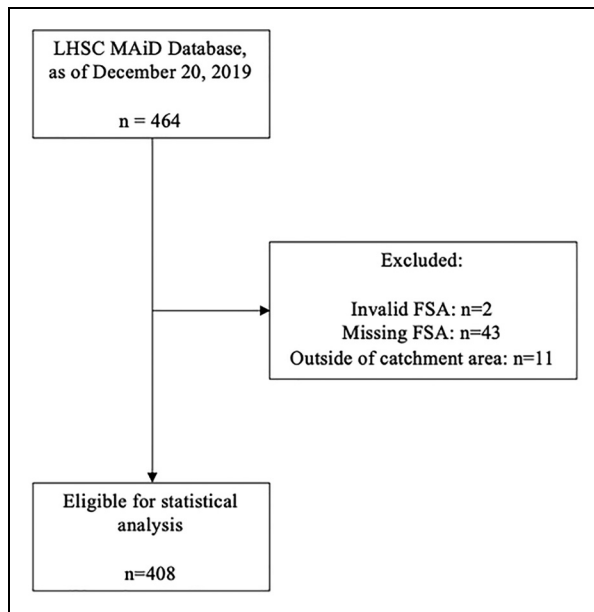 LHSC MAiD Database,
as of December 20, 2019
n = 464
Excluded:
Invalid FSA: n=2
Missing FSA: n=43
Outside of catchment area: n=11
Eligible for statistical
analysis
n=408